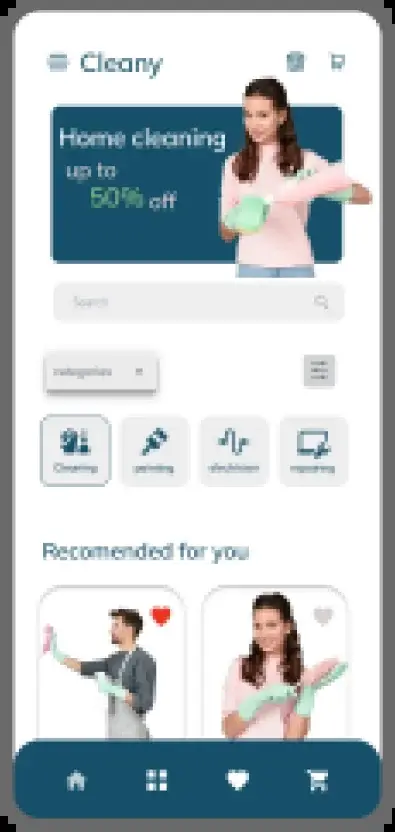 Cleany
Home cleaning
up to
50% off
Search
categories
Cleaning
painting
electrician
repairing
Recomended for you